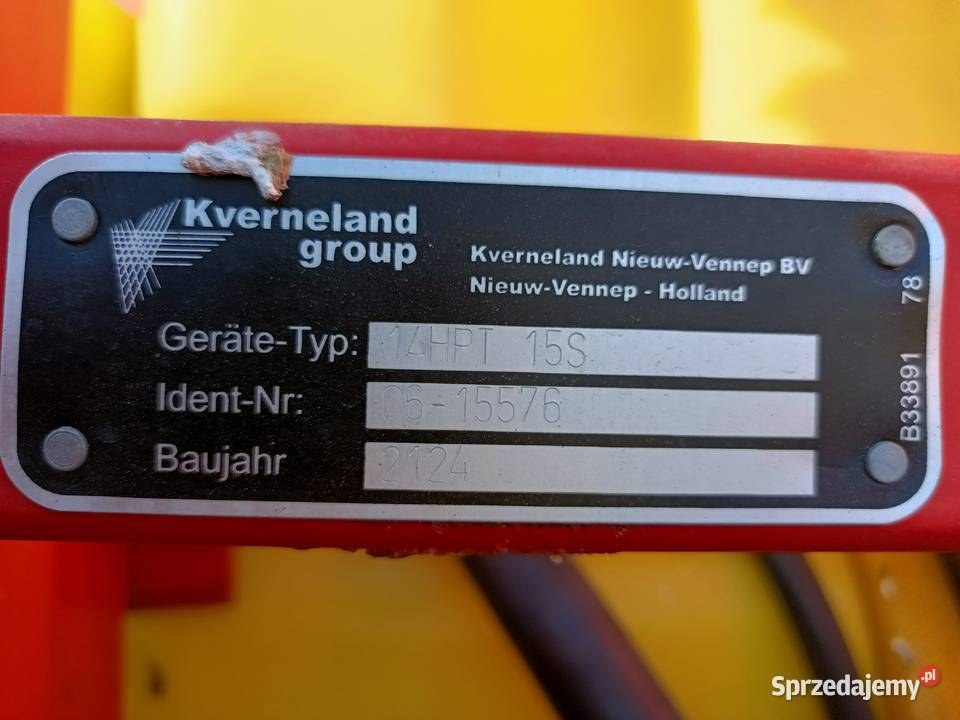 Kverneland
group
Kverneland Nieuw-Vennep BV
Nieuw-Vennep - Holland
Geräte-Typ: 14HPT 15S
Ident-Nr: 06-15576
Baujahr 2124
B33891 78
Sprzedajemy.pl